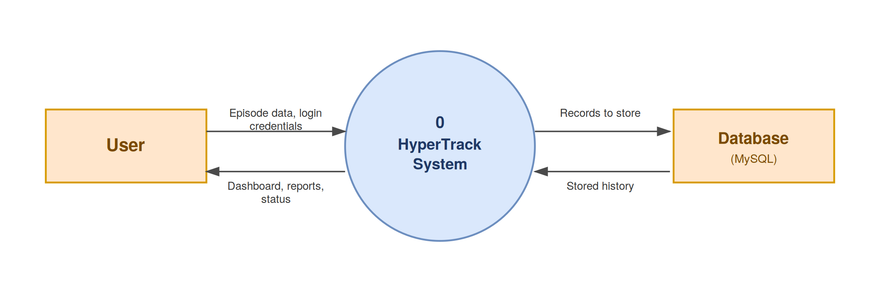 User
Episode data, login
credentials
Dashboard, reports,
status
0
HyperTrack
System
Records to store
Stored history
Database
(MySQL)